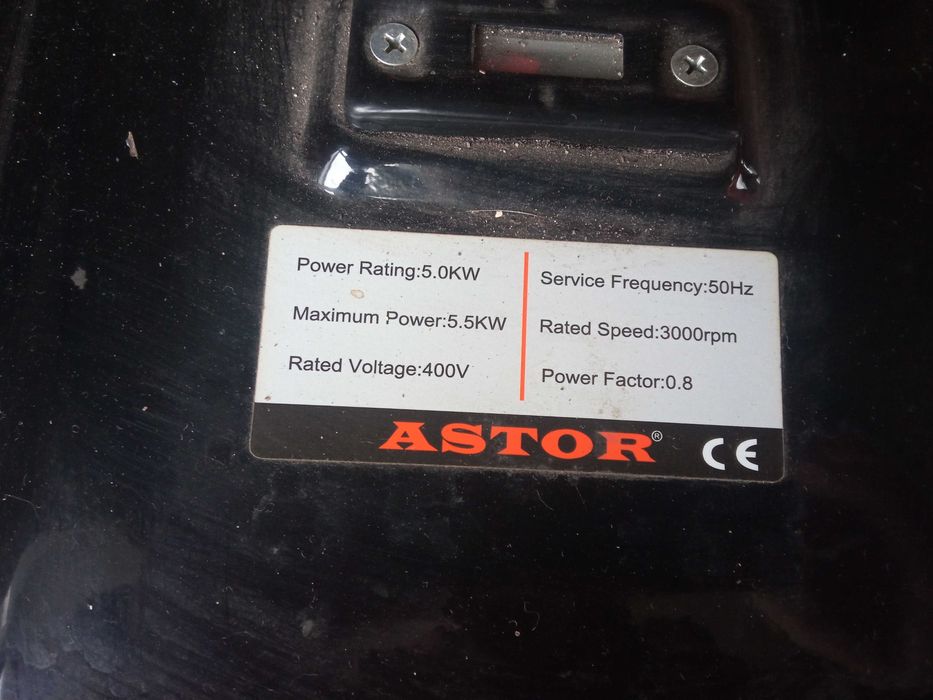 Power Rating:5.0KW
Maximum Power:5.5KW
Rated Voltage:400V
Service Frequency:50Hz
Rated Speed:3000rpm
Power Factor:0.8
ASTOR® CE